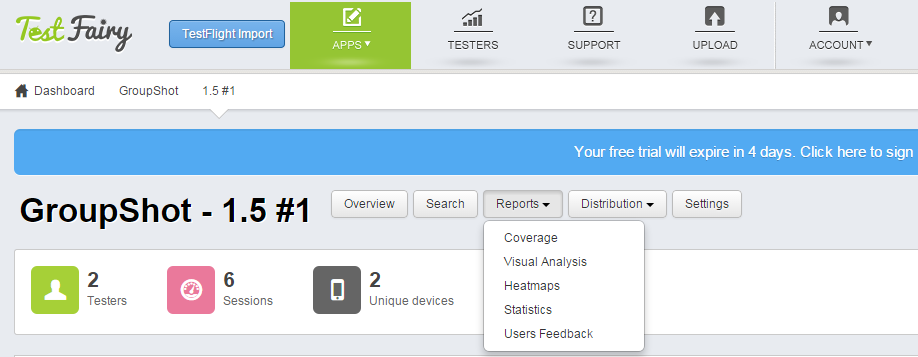 Test Fairy
TestFlight Import
APPS
TESTERS
SUPPORT
UPLOAD
ACCOUNT
Dashboard
GroupShot
1.5 #1
Your free trial will expire in 4 days. Click here to sign
GroupShot - 1.5 #1
Overview
Search
Reports
Distribution
Settings
Coverage
Visual Analysis
Heatmaps
Statistics
Users Feedback
2
Testers
6
Sessions
2
Unique devices